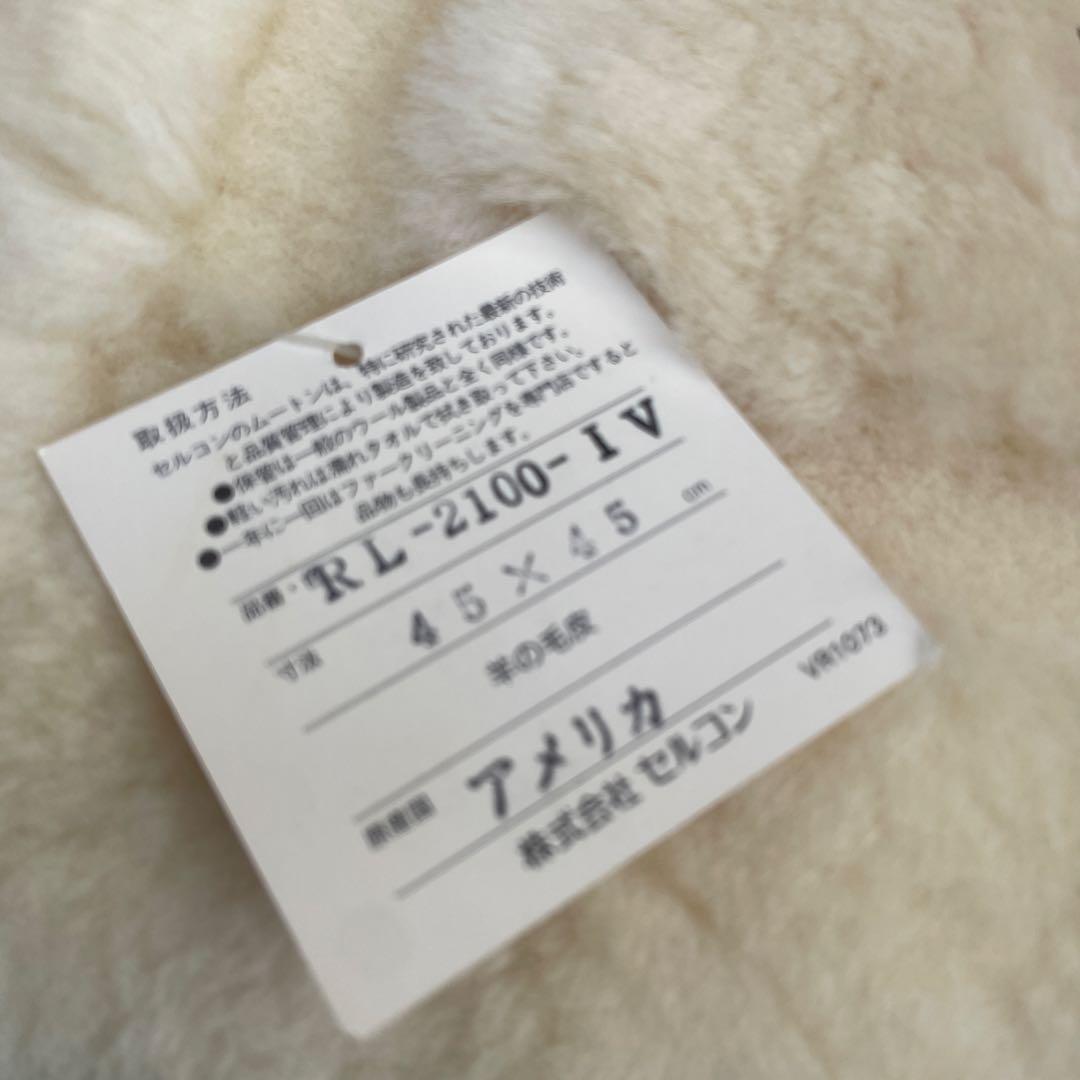 取扱方法
セルコンのムートンは、特に研究された最新の技術
と品質管理により製造を致しております。
●保管は一般のウール製品と全く同様です。
●軽い汚れは濡れタオルで拭き取って下さい。
●一年に一回はファークリーニングを専門店ですると
品物も長持ちします。
品番・RL-2100-IV
寸法 45×45 cm
羊の毛皮
原産国 アメリカ
株式会社 セルコン
VR1073